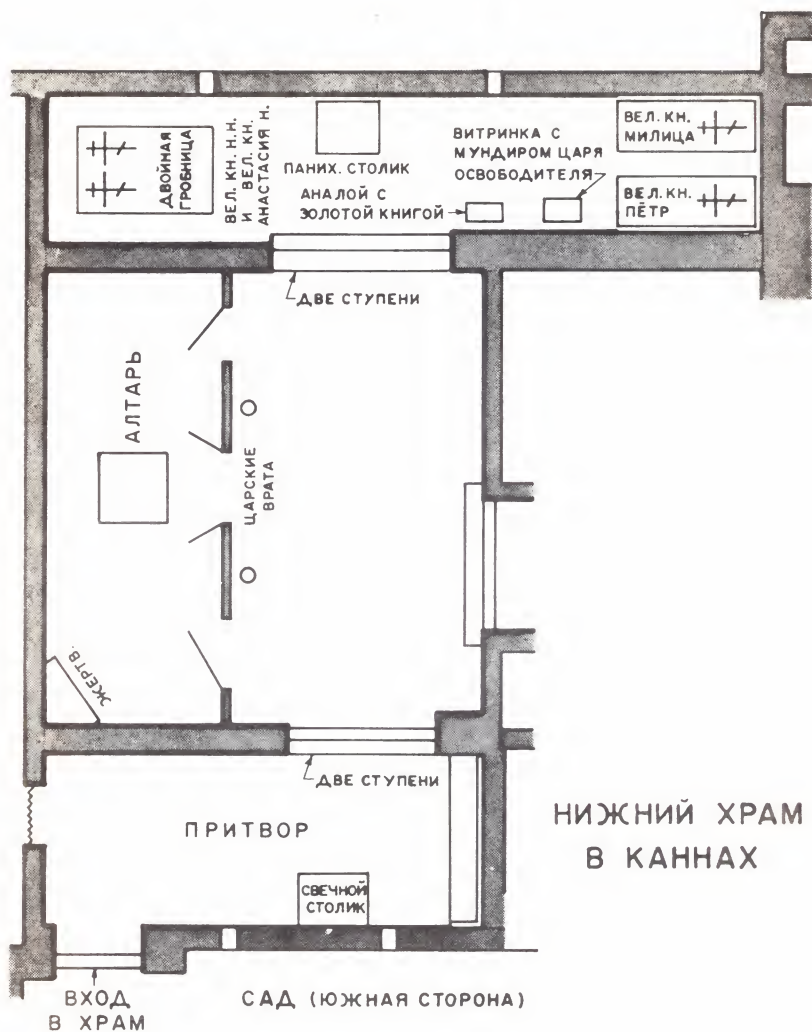 ДВОЙНАЯ
ГРОБНИЦА
ВЕЛ. КН. Н.Н.
И ВЕЛ. КН.
АНАСТАСИЯ Н.
ПАНИХ. СТОЛИК
АНАЛОЙ С
ЗОЛОТОЙ КНИГОЙ
ВИТРИНКА С
МУНДИРОМ ЦАРЯ
ОСВОБОДИТЕЛЯ
ВЕЛ. КН.
МИЛИЦА
ВЕЛ. КН.
ПЁТР
ДВЕ СТУПЕНИ
АЛТАРЬ
ЦАРСКИЕ
ВРАТА
ЖЕРТВ.
ДВЕ СТУПЕНИ
ПРИТВОР
СВЕЧНОЙ
СТОЛИК
НИЖНИЙ ХРАМ
В КАННАХ
ВХОД
В ХРАМ
САД (ЮЖНАЯ СТОРОНА)